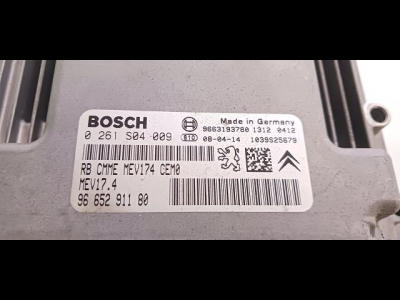 BOSCH
0 261 S04 009
Made in Germany
9663193780 1312 0412
610 08-04-14 1039S25679
RB CMME MEV174 CEM0
MEV17.4
96 652 911 80